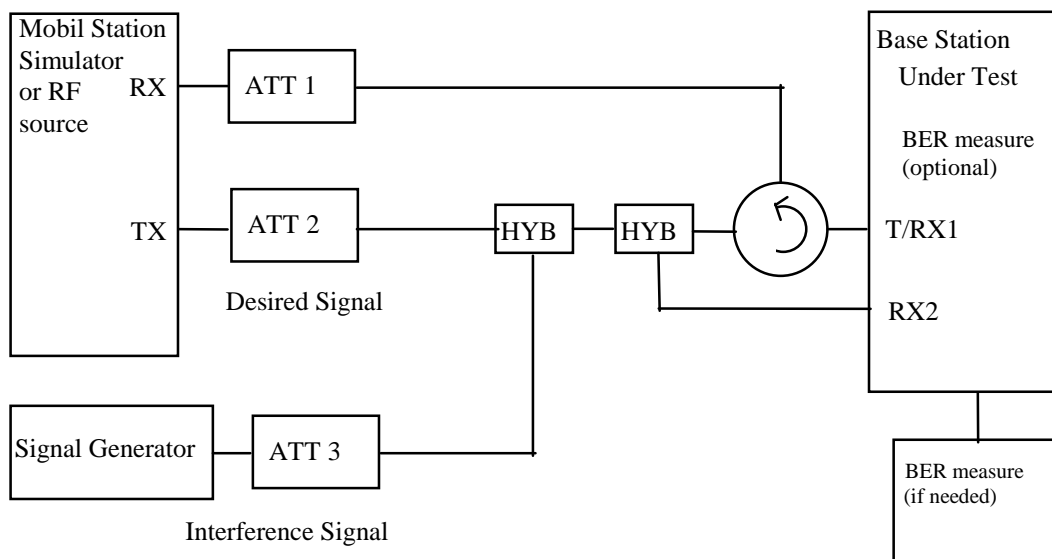 Mobil Station
Simulator
or RF
source
RX
TX
ATT 1
ATT 2
Desired Signal
HYB
HYB
Base Station
Under Test
BER measure
(optional)
T/RX1
RX2
Signal Generator
ATT 3
Interference Signal
BER measure
(if needed)